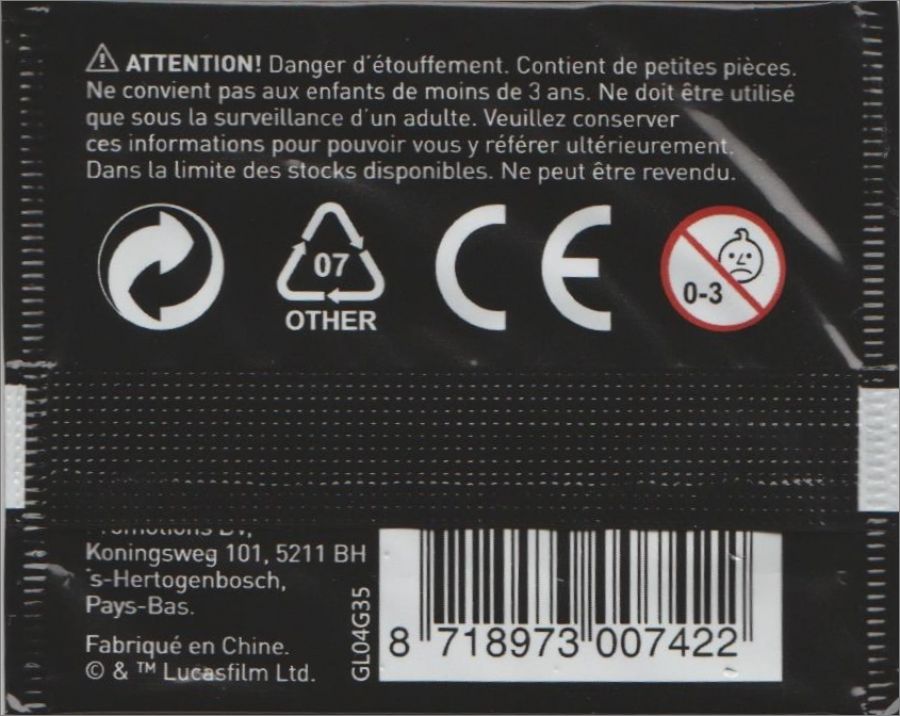 ATTENTION! Danger d'étouffement. Contient de petites pièces.
Ne convient pas aux enfants de moins de 3 ans. Ne doit être utilisé
que sous la surveillance d'un adulte. Veuillez conserver
ces informations pour pouvoir vous y référer ultérieurement.
Dans la limite des stocks disponibles. Ne peut être revendu.
07
OTHER
CE
0-3
Promotions BV,
Koningsweg 101, 5211 BH
's-Hertogenbosch,
Pays-Bas.
Fabriqué en Chine.
© & ™ Lucasfilm Ltd.
GL04G35
8 718973 007422